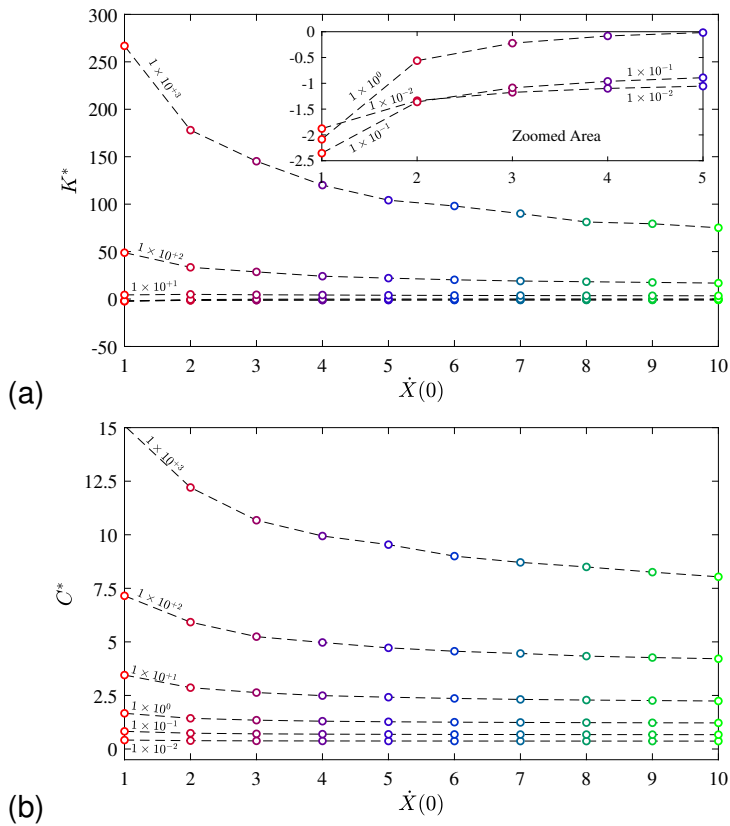 300
250
200
150
100
50
0
-50
K*
1 × 10⁺³
1 × 10⁺²
1 × 10⁺¹
0
-0.5
-1
-1.5
-2
-2.5
1 × 10⁰
1 × 10⁻²
1 × 10⁻¹
1 × 10⁻¹
1 × 10⁻²
Zoomed Area
1 2 3 4 5
1 2 3 4 5 6 7 8 9 10
(a)
Ẋ(0)
15
12.5
10
7.5
5
2.5
0
C*
1 × 10⁺³
1 × 10⁺²
1 × 10⁺¹
1 × 10⁰
1 × 10⁻¹
1 × 10⁻²
1 2 3 4 5 6 7 8 9 10
(b)
Ẋ(0)